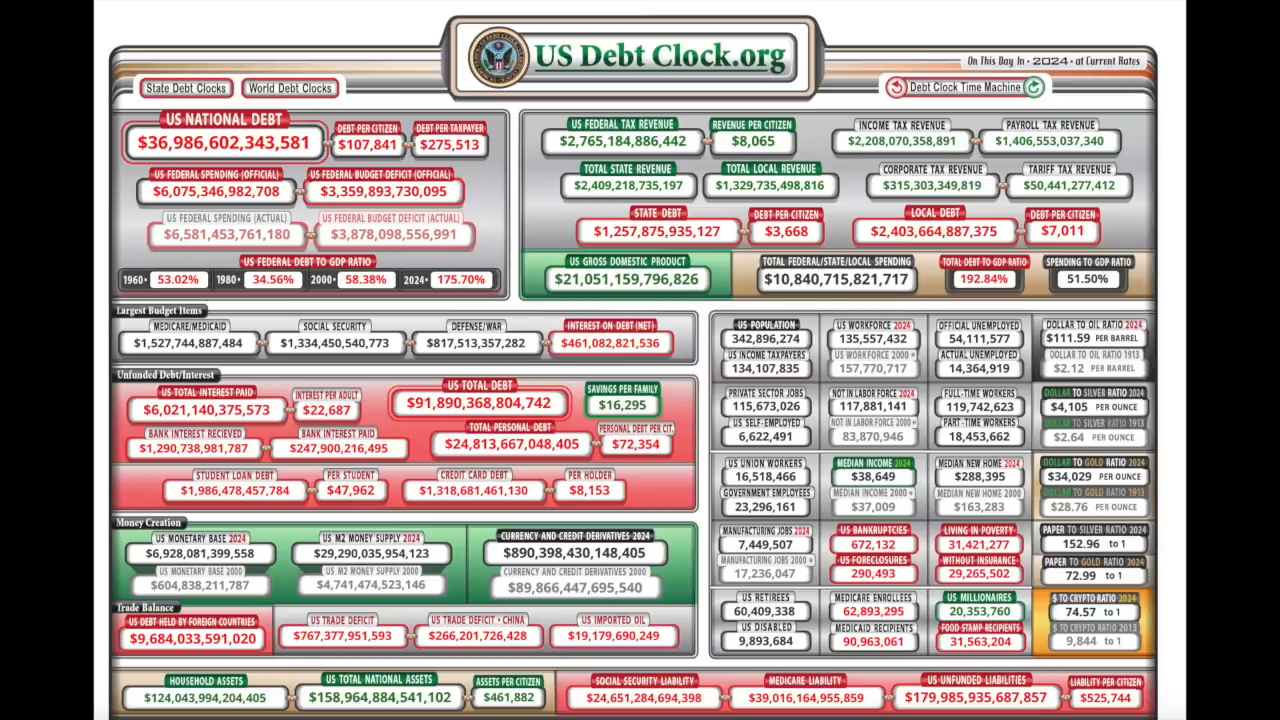 US Debt Clock.org
On This Day In • 2024 • at Current Rates
State Debt Clocks
World Debt Clocks
Debt Clock Time Machine
US NATIONAL DEBT
$36,986,602,343,581
DEBT PER CITIZEN
$107,841
DEBT PER TAXPAYER
$275,513
US FEDERAL SPENDING (OFFICIAL)
$6,075,346,982,708
US FEDERAL BUDGET DEFICIT (OFFICIAL)
$3,359,893,730,095
US FEDERAL SPENDING (ACTUAL)
$6,581,453,761,180
US FEDERAL BUDGET DEFICIT (ACTUAL)
$3,878,098,556,991
US FEDERAL DEBT TO GDP RATIO
1960• 53.02% 1980• 34.56% 2000• 58.38% 2024• 175.70%
US FEDERAL TAX REVENUE
$2,765,184,886,442
REVENUE PER CITIZEN
$8,065
INCOME TAX REVENUE
$2,208,070,358,891
PAYROLL TAX REVENUE
$1,406,553,037,340
TOTAL STATE REVENUE
$2,409,218,735,197
TOTAL LOCAL REVENUE
$1,329,735,498,816
CORPORATE TAX REVENUE
$315,303,349,819
TARIFF TAX REVENUE
$50,441,277,412
STATE DEBT
$1,257,875,935,127
DEBT PER CITIZEN
$3,668
LOCAL DEBT
$2,403,664,887,375
DEBT PER CITIZEN
$7,011
US GROSS DOMESTIC PRODUCT
$21,051,159,796,826
TOTAL FEDERAL/STATE/LOCAL SPENDING
$10,840,715,821,717
TOTAL DEBT TO GDP RATIO
192.84%
SPENDING TO GDP RATIO
51.50%
Largest Budget Items
MEDICARE/MEDICAID
$1,527,744,887,484
SOCIAL SECURITY
$1,334,450,540,773
DEFENSE/WAR
$817,513,357,282
INTEREST ON DEBT (NET)
$461,082,821,536
Unfunded Debt/Interest
US TOTAL INTEREST PAID
$6,021,140,375,573
INTEREST PER ADULT
$22,687
US TOTAL DEBT
$91,890,368,804,742
SAVINGS PER FAMILY
$16,295
BANK INTEREST RECIEVED
$1,290,738,981,787
BANK INTEREST PAID
$247,900,216,495
TOTAL PERSONAL DEBT
$24,813,667,048,405
PERSONAL DEBT PER CIT.
$72,354
STUDENT LOAN DEBT
$1,986,478,457,784
PER STUDENT
$47,962
CREDIT CARD DEBT
$1,318,681,461,130
PER HOLDER
$8,153
Money Creation
US MONETARY BASE 2024
$6,928,081,399,558
US M2 MONEY SUPPLY 2024
$29,290,035,954,123
CURRENCY AND CREDIT DERIVATIVES 2024
$890,398,430,148,405
US MONETARY BASE 2000
$604,838,211,787
US M2 MONEY SUPPLY 2000
$4,741,474,523,146
CURRENCY AND CREDIT DERIVATIVES 2000
$89,866,447,695,540
Trade Balance
US DEBT HELD BY FOREIGN COUNTRIES
$9,684,033,591,020
US TRADE DEFICIT
$767,377,951,593
US TRADE DEFICIT • CHINA
$266,201,726,428
US IMPORTED OIL
$19,179,690,249
US POPULATION
342,896,274
US WORKFORCE 2024
135,557,432
OFFICIAL UNEMPLOYED
54,111,577
DOLLAR TO OIL RATIO 2024
$111.59 PER BARREL
US INCOME TAXPAYERS
134,107,835
US WORKFORCE 2000
157,770,717
ACTUAL UNEMPLOYED
14,364,919
DOLLAR TO OIL RATIO 1913
$2.12 PER BARREL
PRIVATE SECTOR JOBS
115,673,026
NOT IN LABOR FORCE 2024
117,881,141
FULL-TIME WORKERS
119,742,623
DOLLAR TO SILVER RATIO 2024
$4,105 PER OUNCE
US SELF-EMPLOYED
6,622,491
NOT IN LABOR FORCE 2000
83,870,946
PART-TIME WORKERS
18,453,662
DOLLAR TO SILVER RATIO 1913
$2.64 PER OUNCE
US UNION WORKERS
16,518,466
MEDIAN INCOME 2024
$38,649
MEDIAN NEW HOME 2024
$288,395
DOLLAR TO GOLD RATIO 2024
$34,029 PER OUNCE
GOVERNMENT EMPLOYEES
23,296,161
MEDIAN INCOME 2000
$37,009
MEDIAN NEW HOME 2000
$163,283
DOLLAR TO GOLD RATIO 1913
$28.76 PER OUNCE
MANUFACTURING JOBS 2024
7,449,507
US BANKRUPTCIES
672,132
LIVING IN POVERTY
31,421,277
PAPER TO SILVER RATIO 2024
152.96 to 1
MANUFACTURING JOBS 2000
17,236,047
US FORECLOSURES
290,493
WITHOUT INSURANCE
29,265,502
PAPER TO GOLD RATIO 2024
72.99 to 1
US RETIREES
60,409,338
MEDICARE ENROLLEES
62,893,295
US MILLIONAIRES
20,353,760
$ TO CRYPTO RATIO 2024
74.57 to 1
US DISABLED
9,893,684
MEDICAID RECIPIENTS
90,963,061
FOOD STAMP RECIPIENTS
31,563,204
$ TO CRYPTO RATIO 2013
9,844 to 1
HOUSEHOLD ASSETS
$124,043,994,204,405
US TOTAL NATIONAL ASSETS
$158,964,884,541,102
ASSETS PER CITIZEN
$461,882
SOCIAL SECURITY LIABILITY
$24,651,284,694,398
MEDICARE LIABILITY
$39,016,164,955,859
US UNFUNDED LIABILITIES
$179,985,935,687,857
LIABILITY PER CITIZEN
$525,744